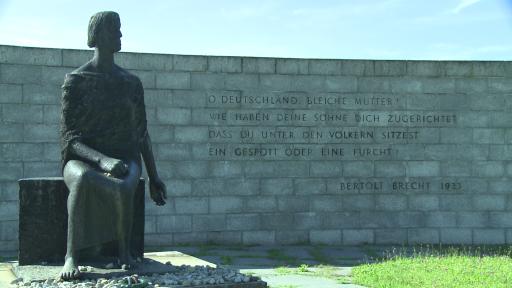 O DEUTSCHLAND, BLEICHE MUTTER!
WIE HABEN DEINE SÖHNE DICH ZUGERICHTET
DASS DU UNTER DEN VÖLKERN SITZEST
EIN GESPÖTT ODER EINE FURCHT!
BERTOLT BRECHT 1933